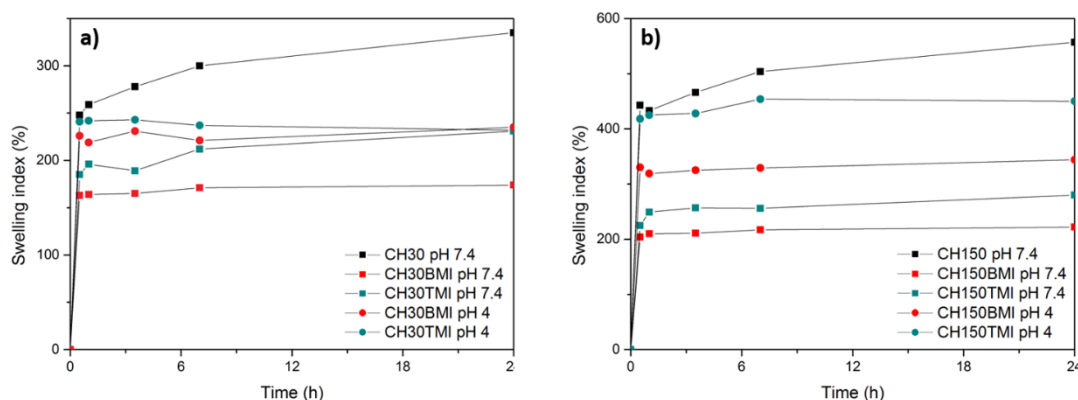 a)
Swelling index (%)
300
200
100
0
0
6
12
18
2
Time (h)
CH30 pH 7.4
CH30BMI pH 7.4
CH30TMI pH 7.4
CH30BMI pH 4
CH30TMI pH 4
b)
Swelling index (%)
600
400
200
0
0
6
12
18
24
Time (h)
CH150 pH 7.4
CH150BMI pH 7.4
CH150TMI pH 7.4
CH150BMI pH 4
CH150TMI pH 4